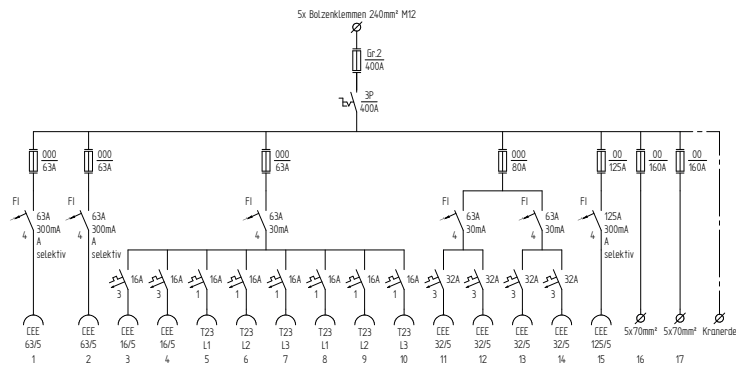 5x Bolzenklemmen 240mm² M12
Gr.2
400A
3P
400A
000
63A
000
63A
000
63A
000
80A
00
125A
00
160A
00
160A
FI
63A
300mA
A
selektiv
4
FI
63A
300mA
A
selektiv
4
FI
63A
30mA
4
FI
63A
30mA
4
FI
63A
30mA
4
FI
125A
300mA
A
selektiv
4
16A
3
16A
3
16A
1
16A
1
16A
1
16A
1
16A
1
16A
1
32A
3
32A
3
32A
3
32A
3
CEE
63/5
1
CEE
63/5
2
CEE
16/5
3
CEE
16/5
4
T23
L1
5
T23
L2
6
T23
L3
7
T23
L1
8
T23
L2
9
T23
L3
10
CEE
32/5
11
CEE
32/5
12
CEE
32/5
13
CEE
32/5
14
CEE
125/5
15
5x70mm²
16
5x70mm²
17
Kranerde